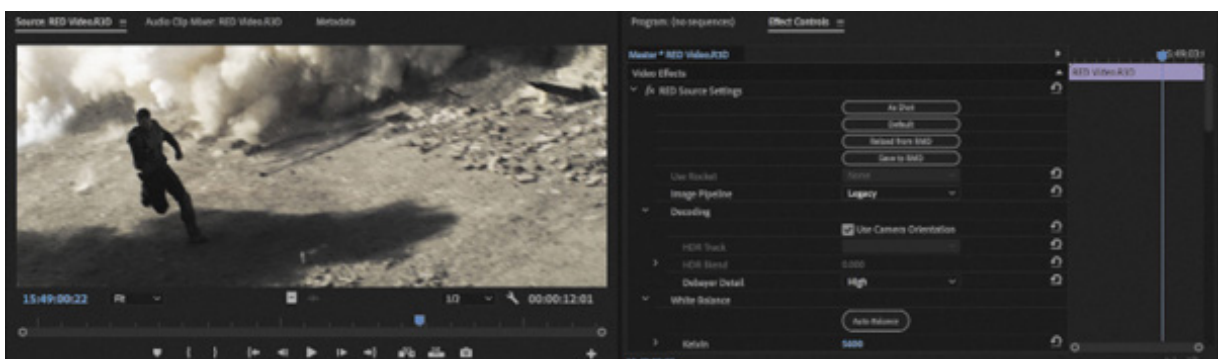 Source: RED Video.R3D
Audio Clip Mixer: RED Video.R3D
Metadata
15:49:00:22
Fit
1/2
00:00:12:01
Program: (no sequences)
Effect Controls
Master * RED Video.R3D
15:49:03:
Video Effects
RED Video.R3D
fx RED Source Settings
As Shot
Default
Reload from RMD
Save to RMD
Use Rocket
None
Image Pipeline
Legacy
Decoding
Use Camera Orientation
HDR Track
HDR Blend
0.000
Debayer Detail
High
White Balance
Auto Balance
Kelvin
5600